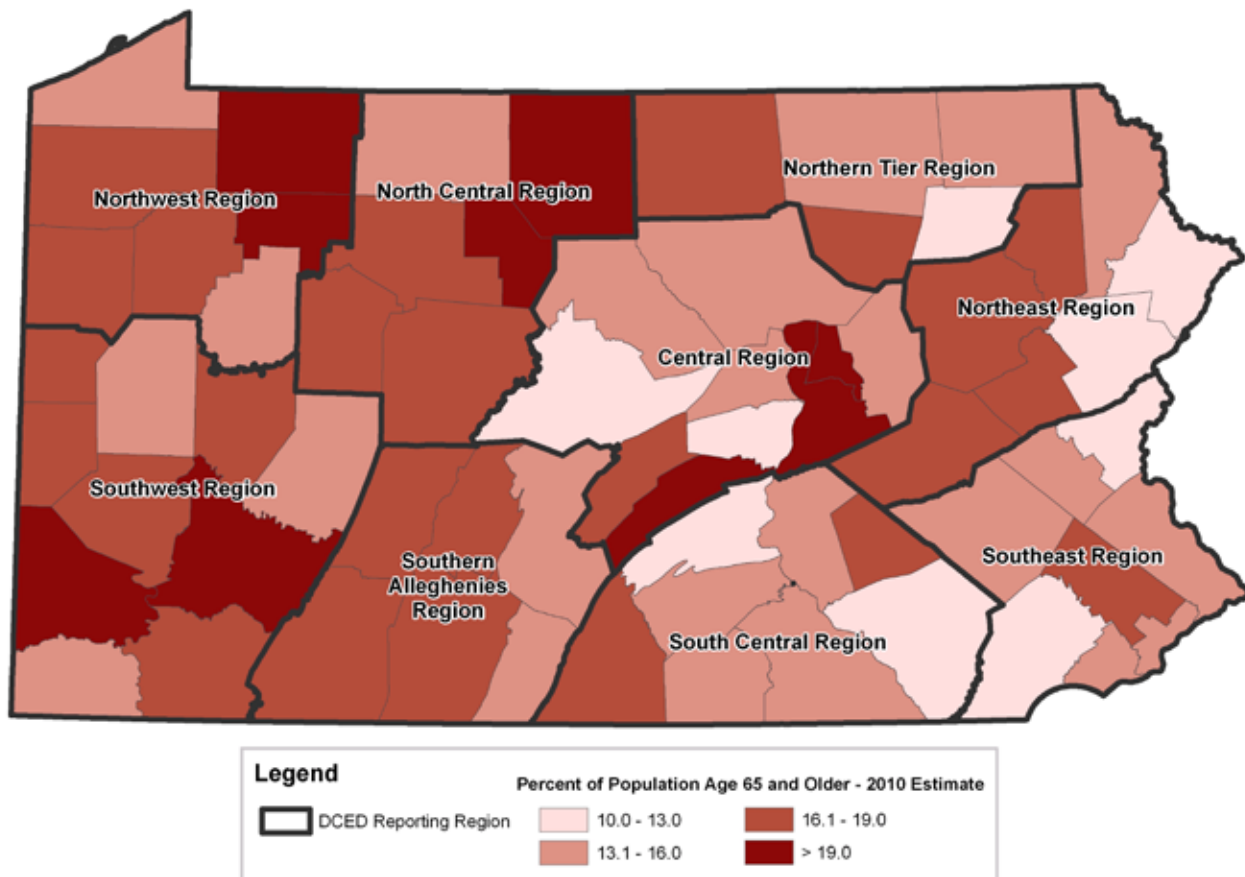 Northwest Region
North Central Region
Northern Tier Region
Northeast Region
Central Region
Southwest Region
Southern
Alleghenies
Region
Southeast Region
South Central Region
Legend
DCED Reporting Region
Percent of Population Age 65 and Older - 2010 Estimate
10.0 - 13.0
16.1 - 19.0
13.1 - 16.0
> 19.0